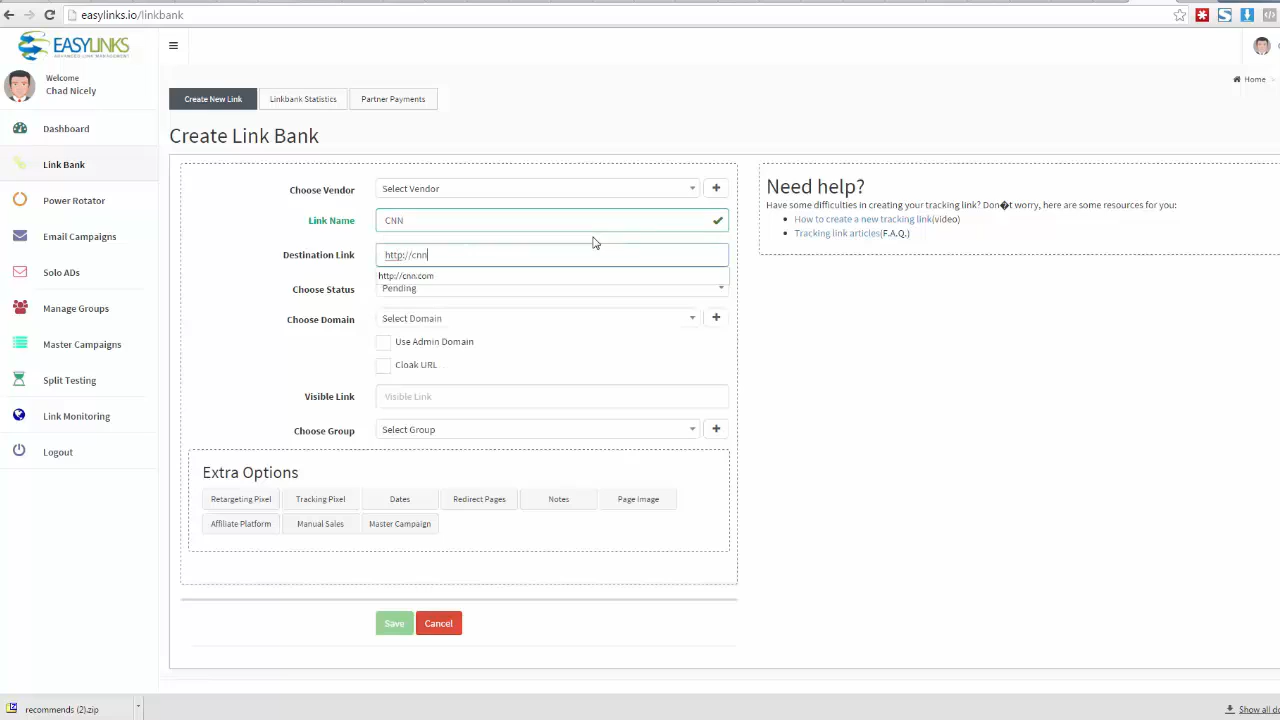 easylinks.io/linkbank
EASYLINKS
ADVANCED LINK MANAGEMENT
Welcome
Chad Nicely
Dashboard
Link Bank
Power Rotator
Email Campaigns
Solo ADs
Manage Groups
Master Campaigns
Split Testing
Link Monitoring
Logout
Home
Create New Link
Linkbank Statistics
Partner Payments
Create Link Bank
Choose Vendor
Select Vendor
Link Name
CNN
Destination Link
http://cnn
http://cnn.com
Choose Status
Pending
Choose Domain
Select Domain
Use Admin Domain
Cloak URL
Visible Link
Visible Link
Choose Group
Select Group
Extra Options
Retargeting Pixel
Tracking Pixel
Dates
Redirect Pages
Notes
Page Image
Affiliate Platform
Manual Sales
Master Campaign
Save
Cancel
Need help?
Have some difficulties in creating your tracking link? Don�t worry, here are some resources for you:
How to create a new tracking link(video)
Tracking link articles(F.A.Q.)
recommends (2).zip
Show all do